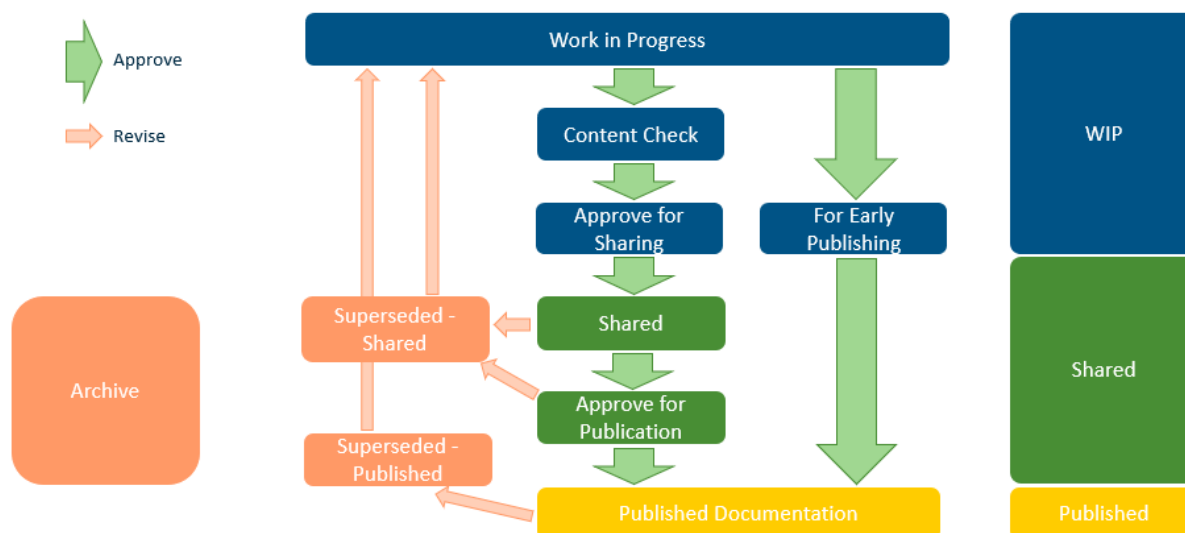 Work in Progress
Approve
Revise
Content Check
WIP
Approve for
Sharing
For Early
Publishing
Superseded -
Shared
Shared
Archive
Shared
Approve for
Publication
Superseded -
Published
Published Documentation
Published